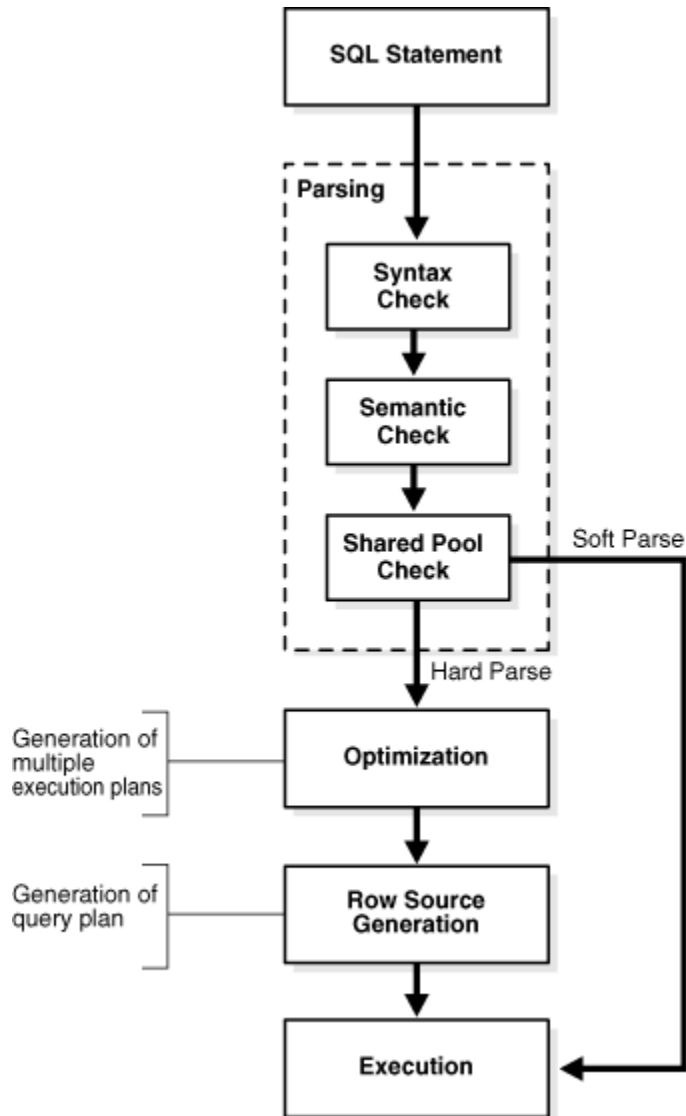 SQL Statement
Parsing
Syntax
Check
Semantic
Check
Shared Pool
Check
Soft Parse
Hard Parse
Generation of
multiple
execution plans
Optimization
Generation of
query plan
Row Source
Generation
Execution